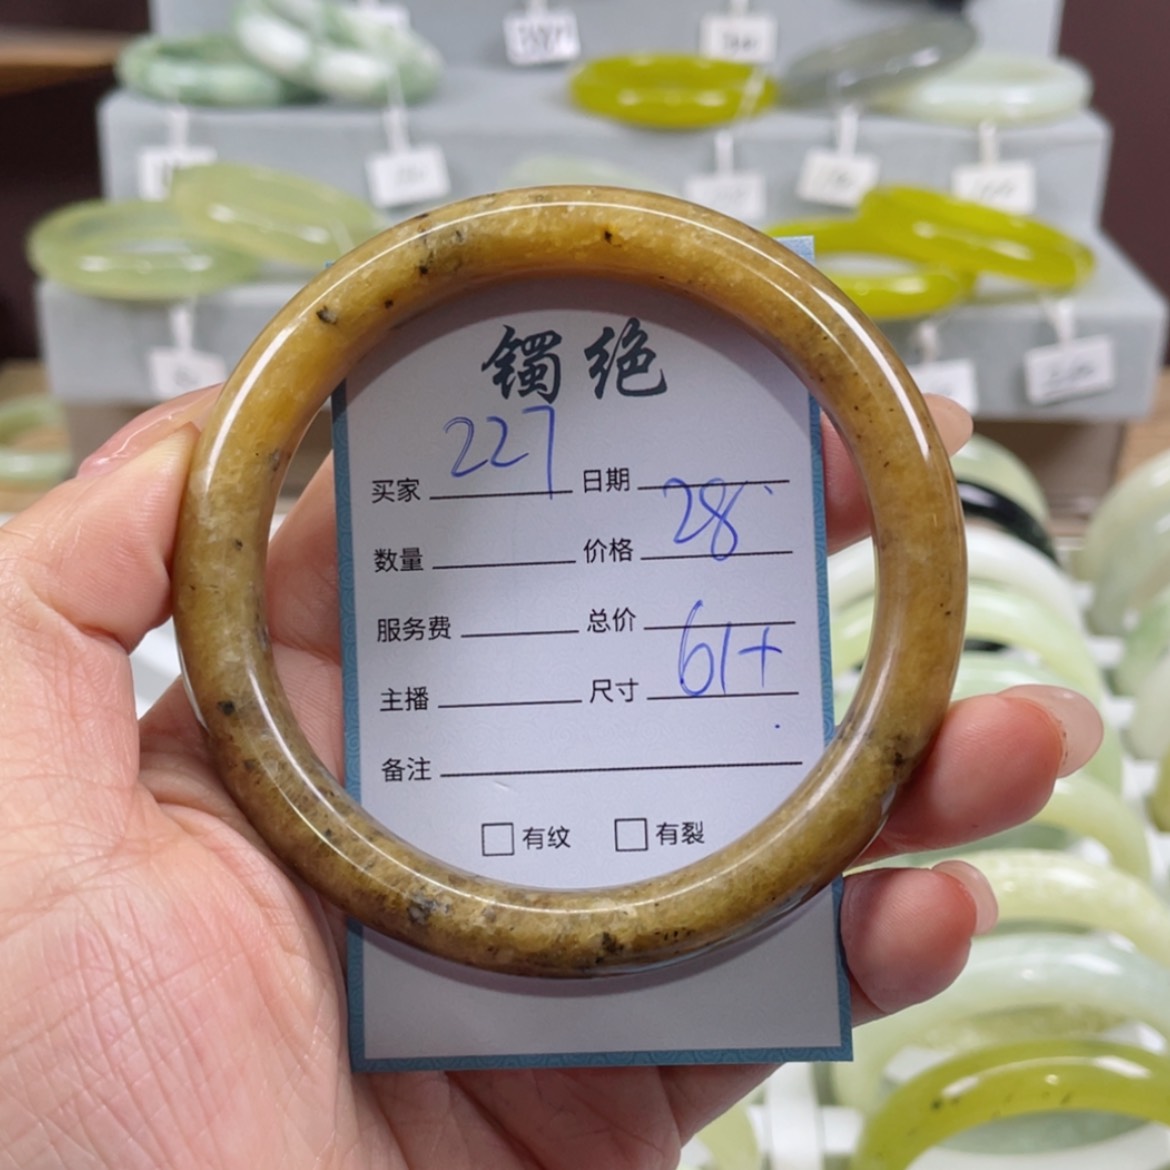 镯绝
买家 227 日期
数量 价格 28
服务费 总价
主播 尺寸 61+
备注
有纹 有裂